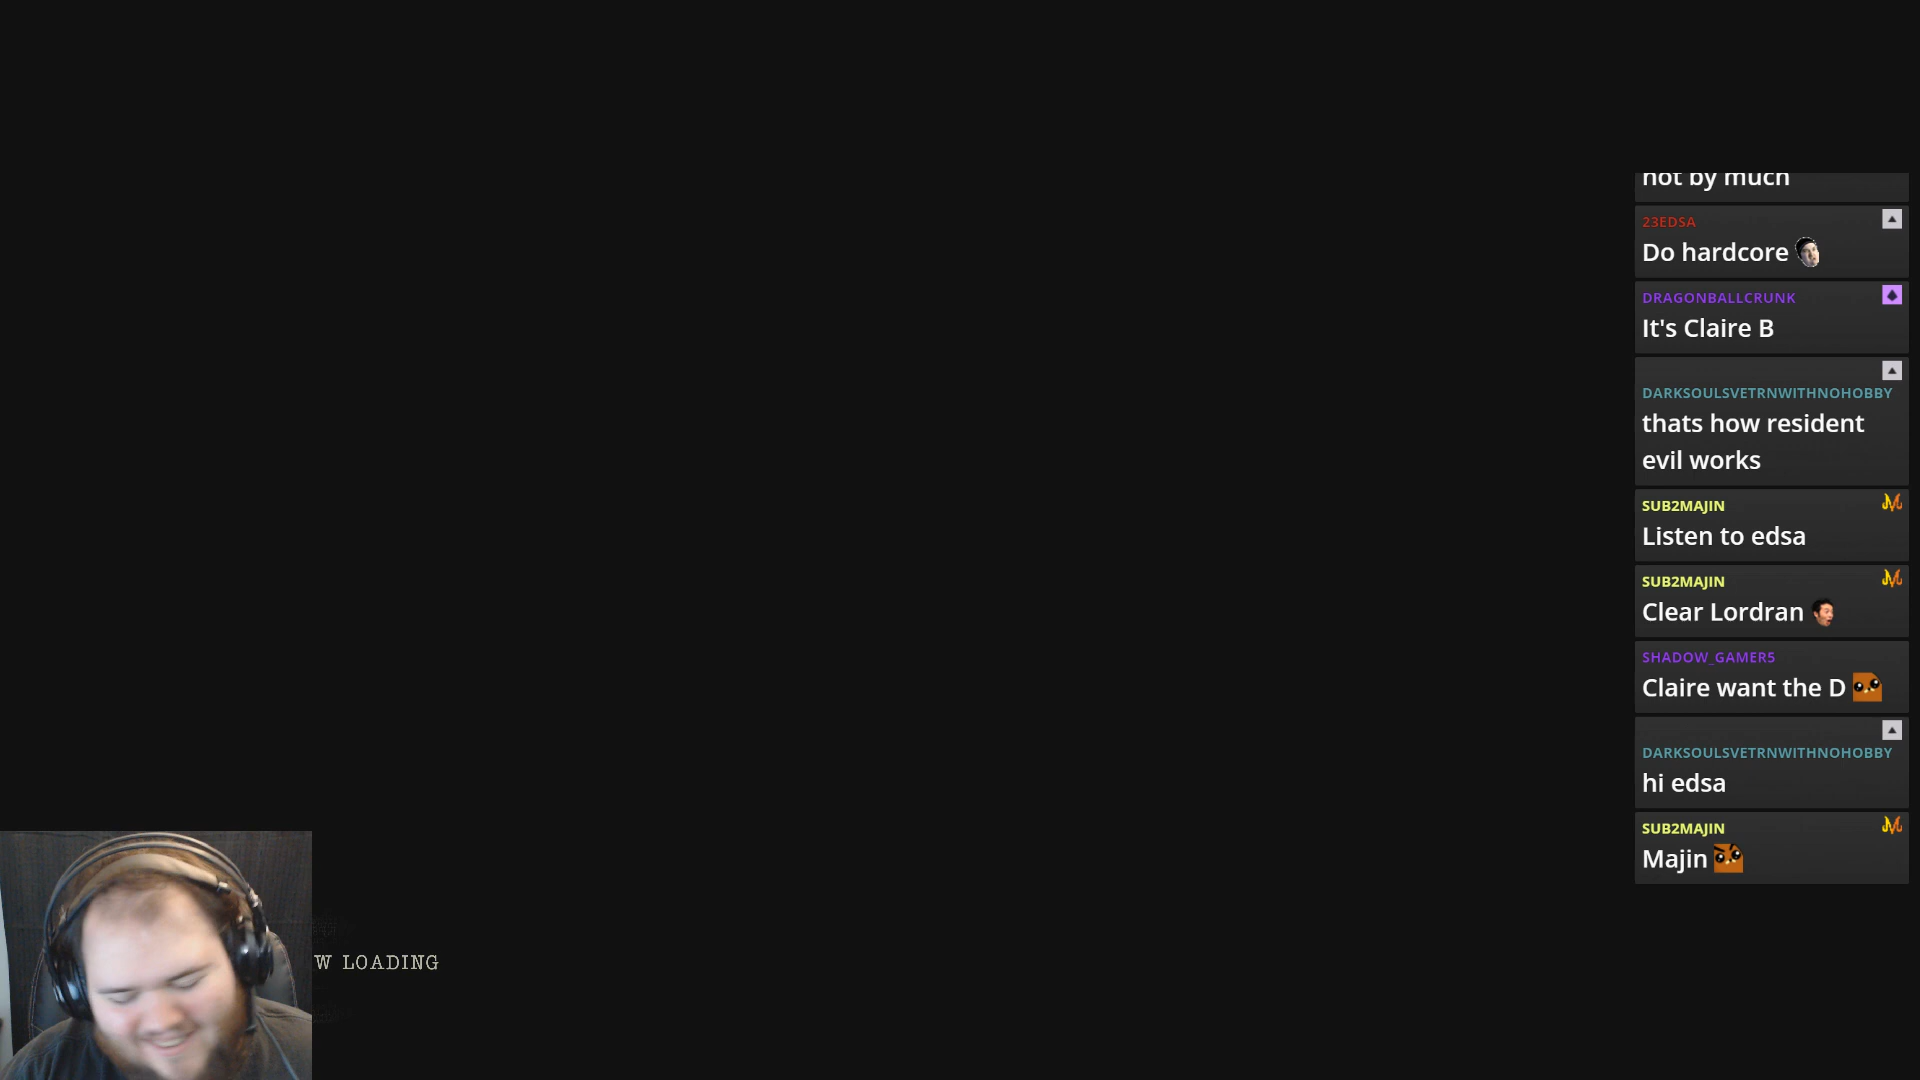 not by much
23EDSA
Do hardcore
DRAGONBALLCRUNK
It's Claire B
DARKSOULSVETRNWITHNOHOBBY
thats how resident
evil works
SUB2MAJIN
Listen to edsa
SUB2MAJIN
Clear Lordran
SHADOW_GAMER5
Claire want the D
DARKSOULSVETRNWITHNOHOBBY
hi edsa
SUB2MAJIN
Majin
W LOADING